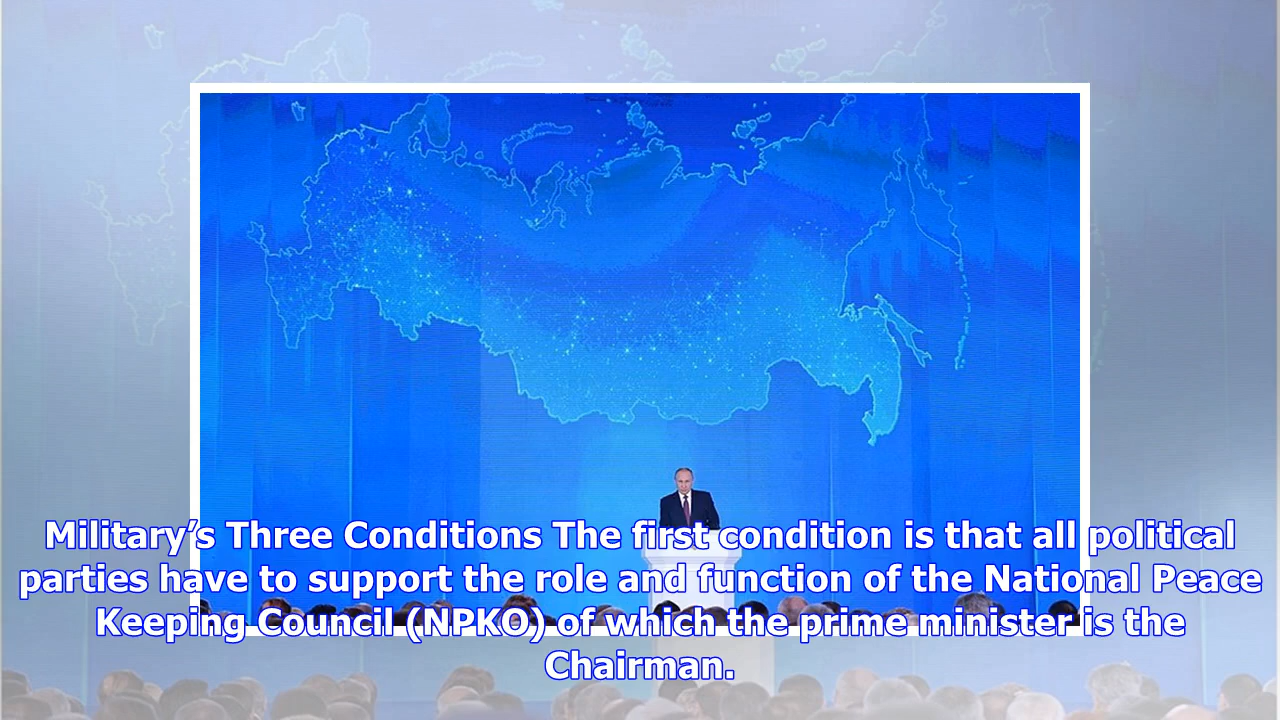 Military’s Three Conditions The first condition is that all political
parties have to support the role and function of the National Peace
Keeping Council (NPKO) of which the prime minister is the
Chairman.